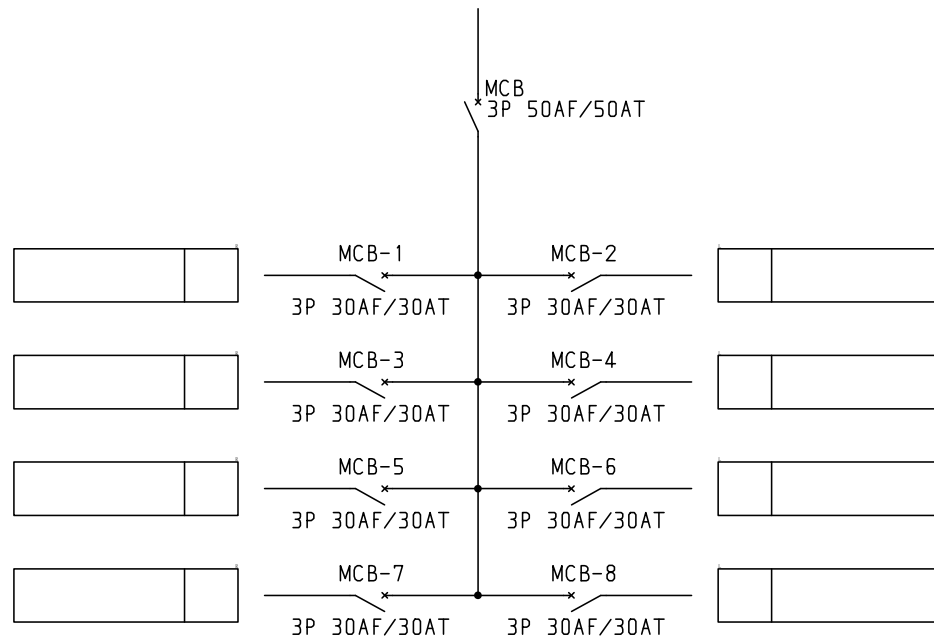 MCB
3P 50AF/50AT
MCB-1
MCB-2
3P 30AF/30AT
3P 30AF/30AT
MCB-3
MCB-4
3P 30AF/30AT
3P 30AF/30AT
MCB-5
MCB-6
3P 30AF/30AT
3P 30AF/30AT
MCB-7
MCB-8
3P 30AF/30AT
3P 30AF/30AT